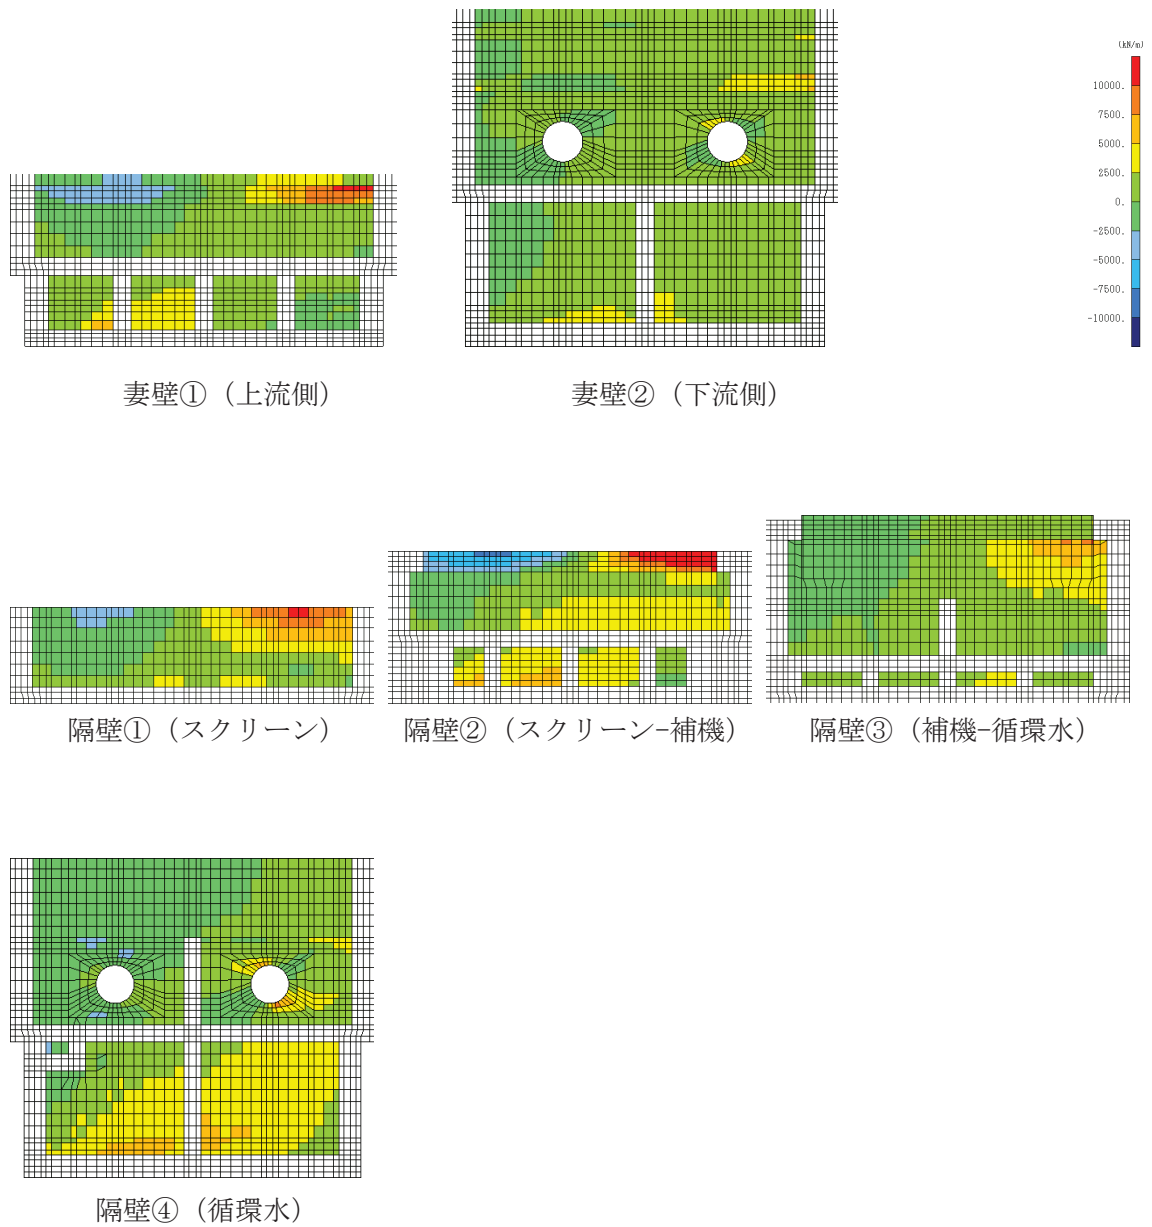 (kN/m)
10000.
7500.
5000.
2500.
0.
-2500.
-5000.
-7500.
-10000.
妻壁①（上流側）
妻壁②（下流側）
隔壁①（スクリーン）
隔壁②（スクリーン-補機）
隔壁③（補機-循環水）
隔壁④（循環水）